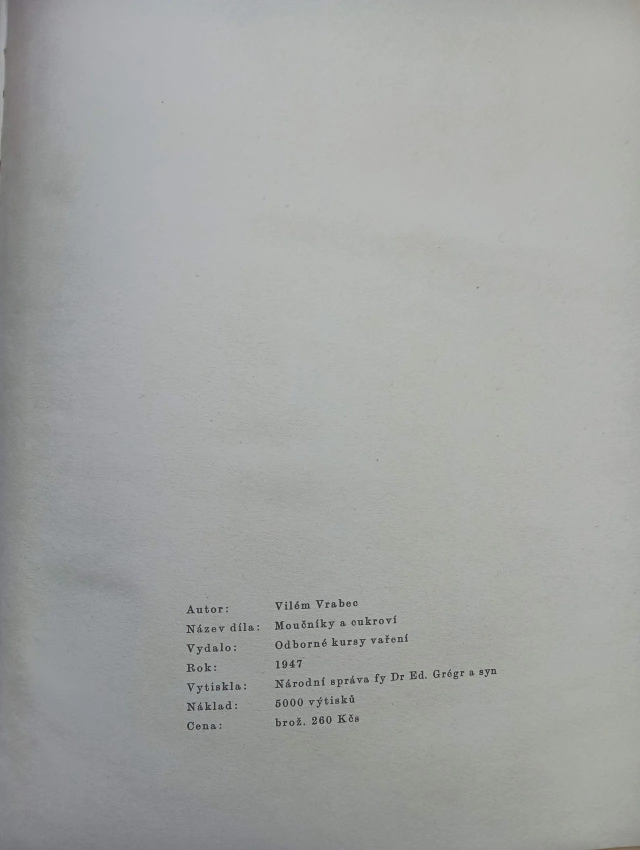 Autor: Vilém Vrabec
Název díla: Moučníky a cukroví
Vydalo: Odborné kursy vaření
Rok: 1947
Vytiskla: Národní správa fy Dr Ed. Grégr a syn
Náklad: 5000 výtisků
Cena: brož. 260 Kčs